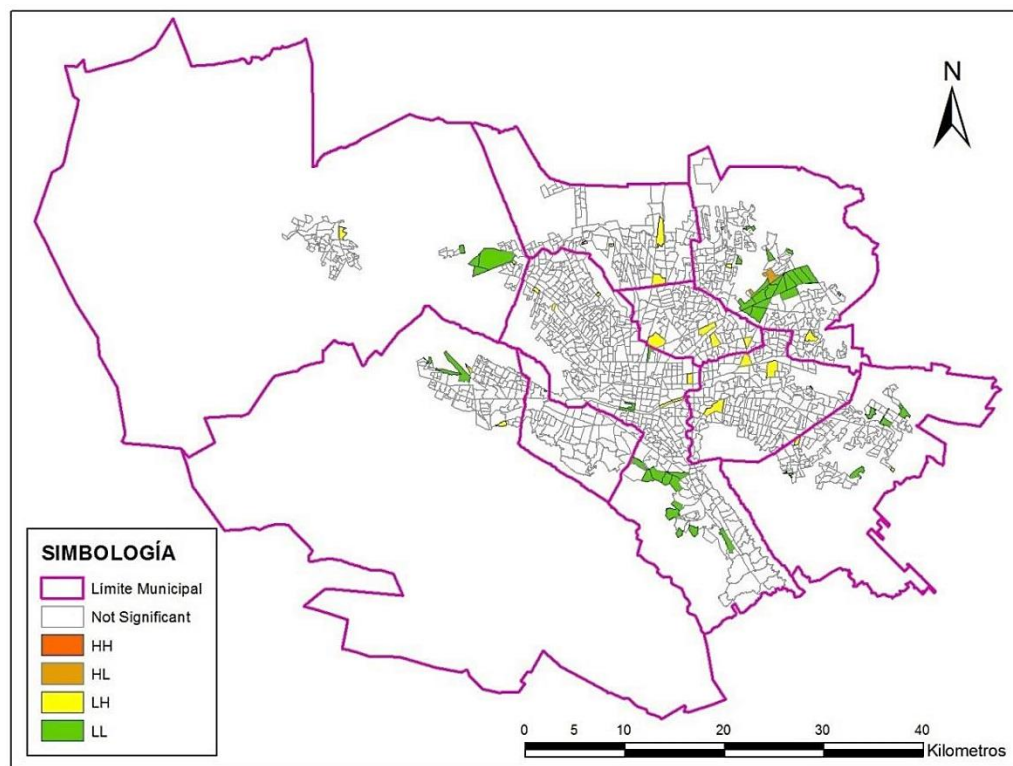 N
SIMBOLOGÍA
Límite Municipal
Not Significant
HH
HL
LH
LL
0 5 10 20 30 40
Kilometros